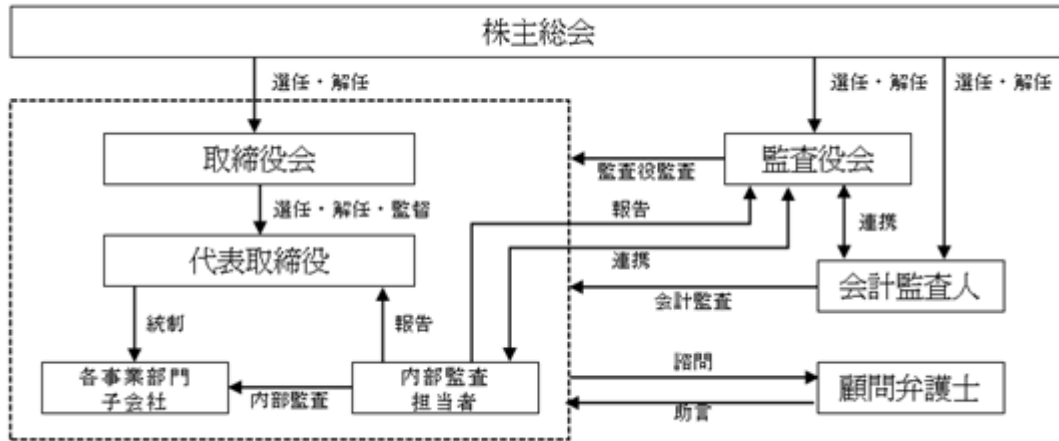 株主総会
選任・解任
選任・解任
選任・解任
取締役会
監査役会
監査役監査
選任・解任・監督
報告
連携
代表取締役
連携
会計監査人
会計監査
統制
報告
各事業部門
子会社
内部監査
内部監査
担当者
諮問
助言
顧問弁護士